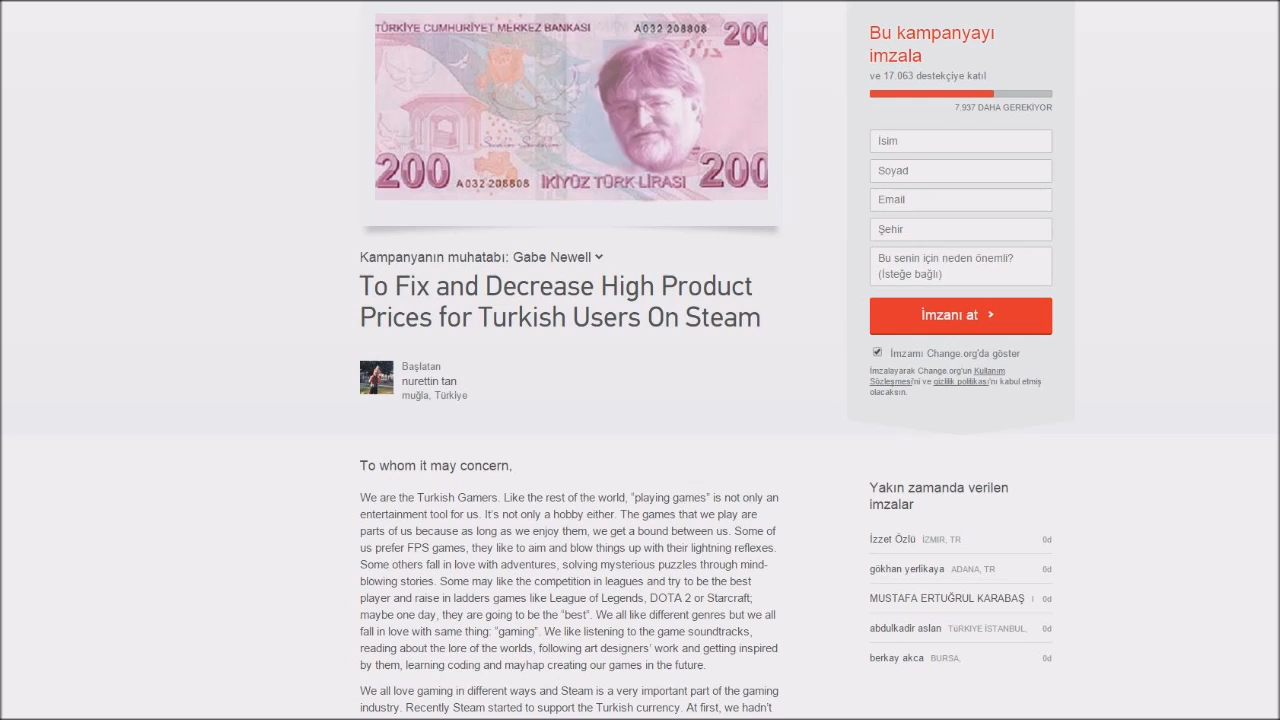 TÜRKİYE CUMHURİYET MERKEZ BANKASI
A032 208808
200
200
A032 208808
İKİYÜZ TÜRK LİRASI
200
Kampanyanın muhatabı: Gabe Newell
To Fix and Decrease High Product
Prices for Turkish Users On Steam
Başlatan
nurettin tan
muğla, Türkiye
To whom it may concern,
We are the Turkish Gamers. Like the rest of the world, “playing games” is not only an
entertainment tool for us. It’s not only a hobby either. The games that we play are
parts of us because as long as we enjoy them, we get a bound between us. Some of
us prefer FPS games, they like to aim and blow things up with their lightning reflexes.
Some others fall in love with adventures, solving mysterious puzzles through mind-
blowing stories. Some may like the competition in leagues and try to be the best
player and raise in ladders games like League of Legends, DOTA 2 or Starcraft;
maybe one day, they are going to be the “best”. We all like different genres but we all
fall in love with same thing: “gaming”. We like listening to the game soundtracks,
reading about the lore of the worlds, following art designers’ work and getting inspired
by them, learning coding and mayhap creating our games in the future.
We all love gaming in different ways and Steam is a very important part of the gaming
industry. Recently Steam started to support the Turkish currency. At first, we hadn’t
Bu kampanyayı
imzala
ve 17.063 destekçiye katıl
7.937 DAHA GEREKİYOR
İsim
Soyad
Email
Şehir
Bu senin için neden önemli?
(İsteğe bağlı)
İmzanı at
İmzamı Change.org'da göster
İmzalayarak Change.org'un Kullanım
Sözleşmesi'ni ve gizlilik politikası'nı kabul etmiş
olacaksın.
Yakın zamanda verilen
imzalar
İzzet Özlü İZMIR, TR 0d
gökhan yerlikaya ADANA, TR 0d
MUSTAFA ERTUĞRUL KARABAŞ 0d
abdulkadir aslan TüRKIYE İSTANBUL, 0d
berkay akca BURSA, 0d